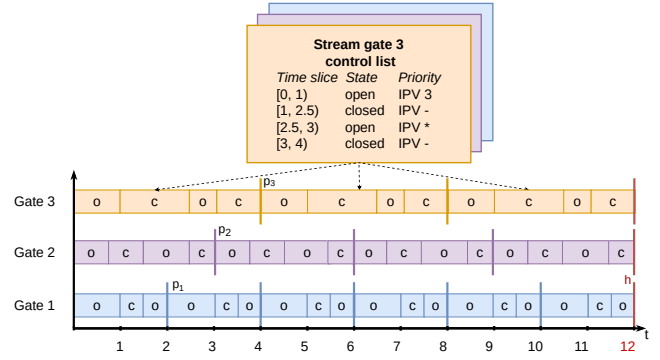 Stream gate 3
control list
Time slice State Priority
[0, 1) open IPV 3
[1, 2.5) closed IPV -
[2.5, 3) open IPV *
[3, 4) closed IPV -
p3
Gate 3 o c o c o c o c o c o c
p2
Gate 2 o c o c o c o c o c o c o c o c
p1 h
Gate 1 o c o o c o o c o o c o o c o o c o
t
1 2 3 4 5 6 7 8 9 10 11 12